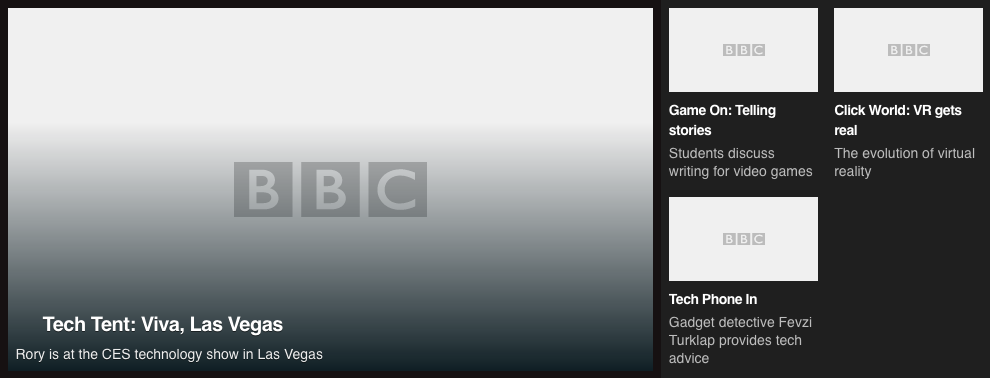 BBC
Tech Tent: Viva, Las Vegas
Rory is at the CES technology show in Las Vegas
BBC
Game On: Telling
stories
Students discuss
writing for video games
BBC
Click World: VR gets
real
The evolution of virtual
reality
BBC
Tech Phone In
Gadget detective Fevzi
Turklap provides tech
advice